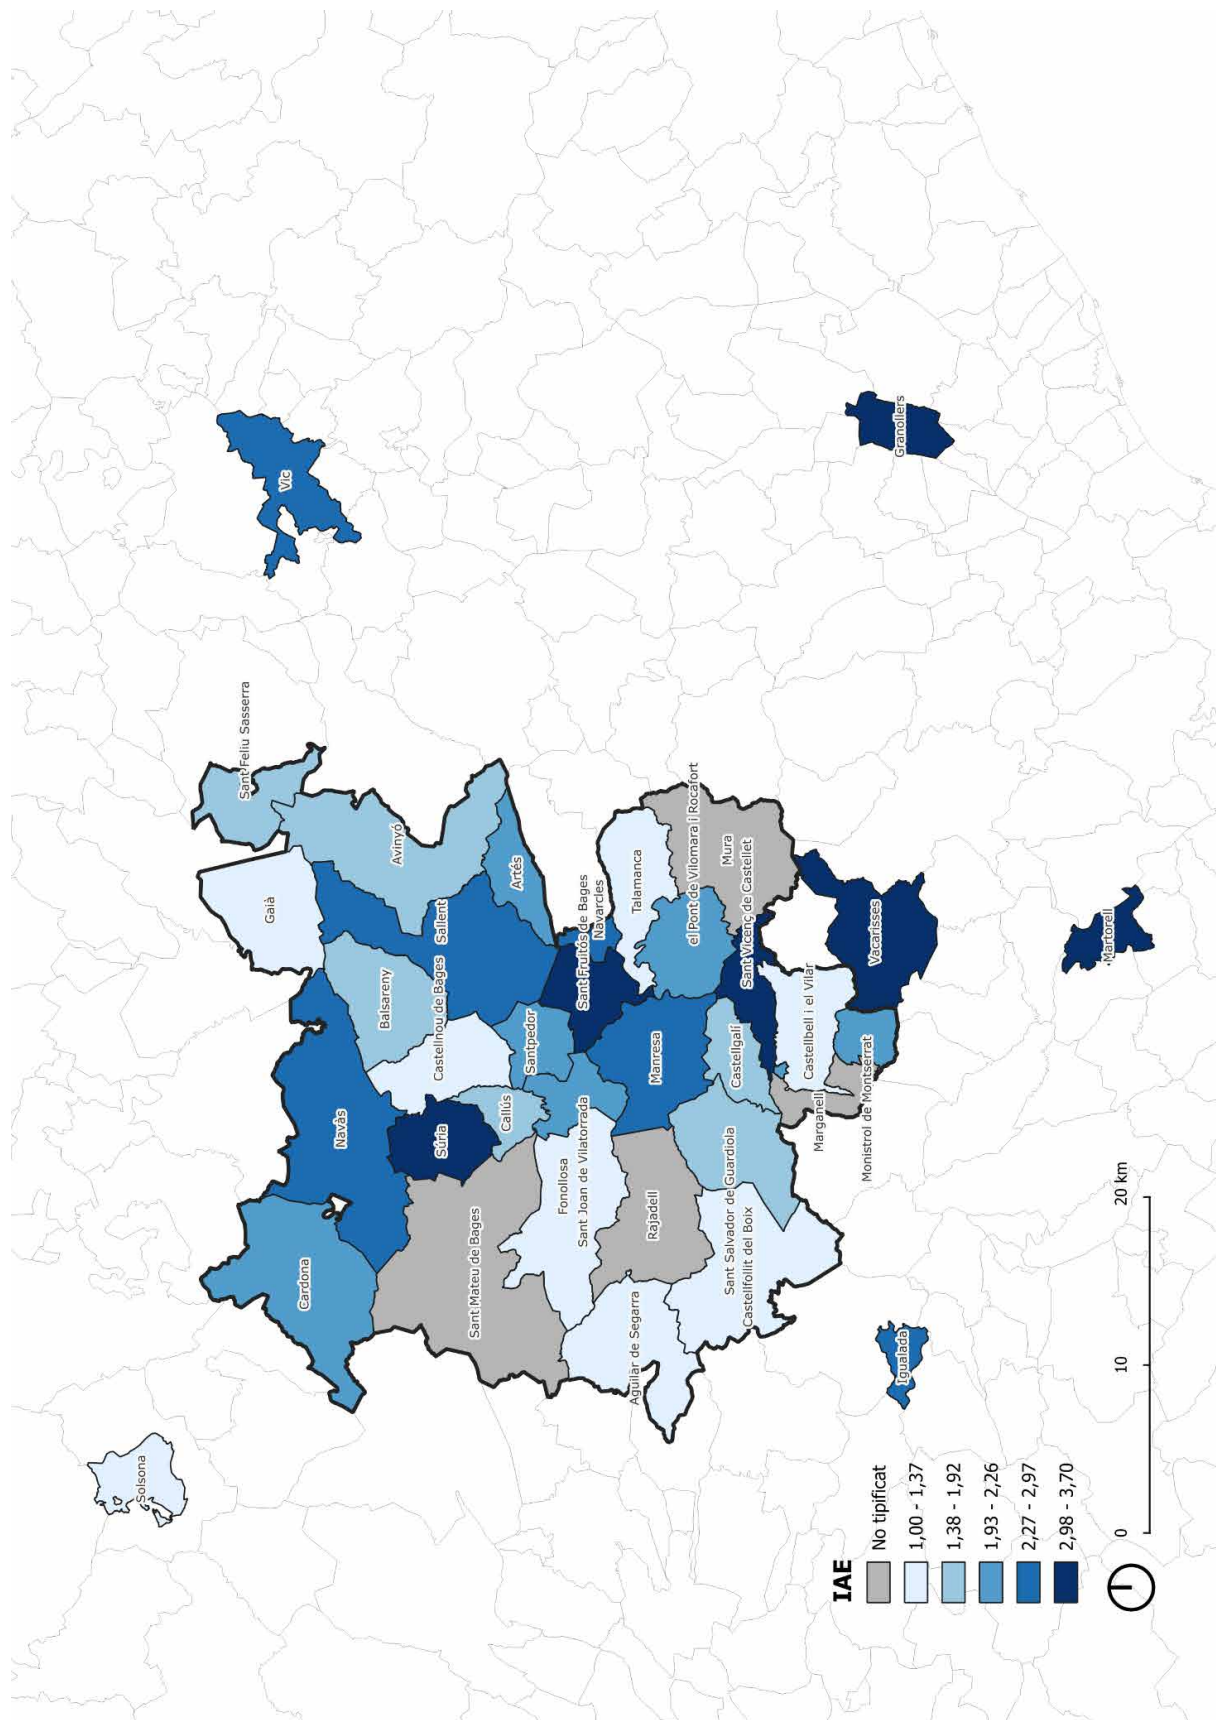 Solsona
Cardona
Navàs
Gaià
Sant Feliu Sasserra
Vic
Balsareny
Avinyó
Súria
Castellnou de Bages
Sallent
Sant Mateu de Bages
Callús
Santpedor
Artés
Fonollosa
Sant Joan de Vilatorrada
Sant Fruitós de Bages
Navarcles
Aguilar de Segarra
Rajadell
Manresa
Talamanca
el Pont de Vilomara i Rocafort
Sant Salvador de Guardiola
Castellfollit del Boix
Castellgalí
Mura
Sant Vicenç de Castellet
Marganell
Castellbell i el Vilar
Monistrol de Montserrat
Vacarisses
Granollers
Igualada
Martorell
IAE
No tipificat
1,00 - 1,37
1,38 - 1,92
1,93 - 2,26
2,27 - 2,97
2,98 - 3,70
0
10
20 km